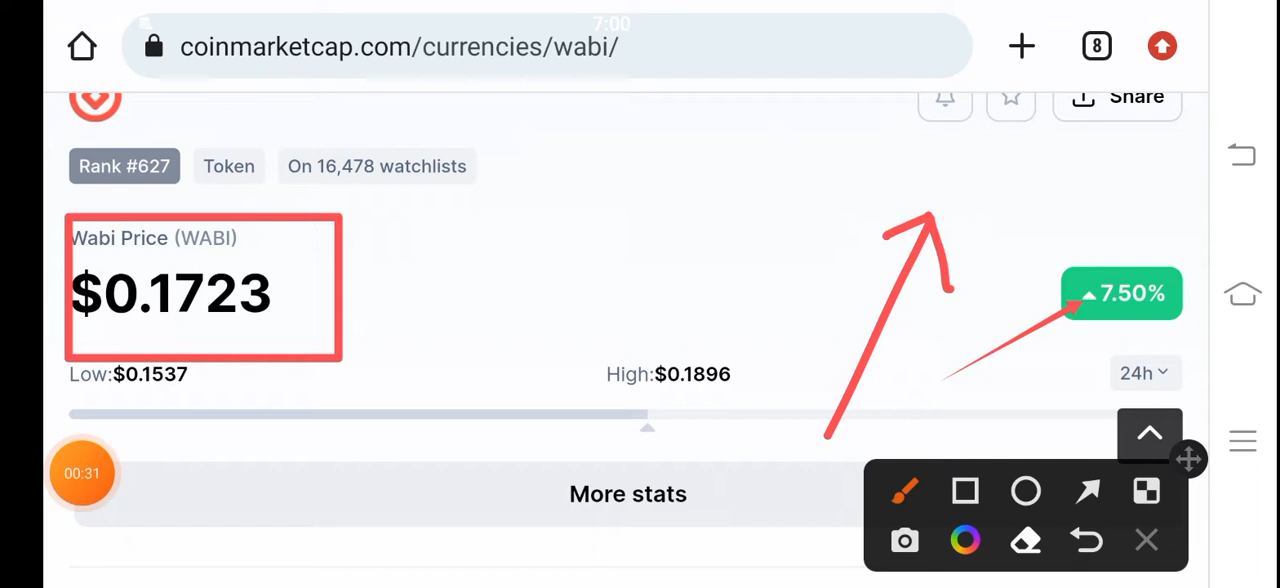 7:00
coinmarketcap.com/currencies/wabi/
8
Share
Rank #627 Token On 16,478 watchlists
Wabi Price (WABI)
$0.1723
7.50%
Low:$0.1537 High:$0.1896 24h
00:31
More stats